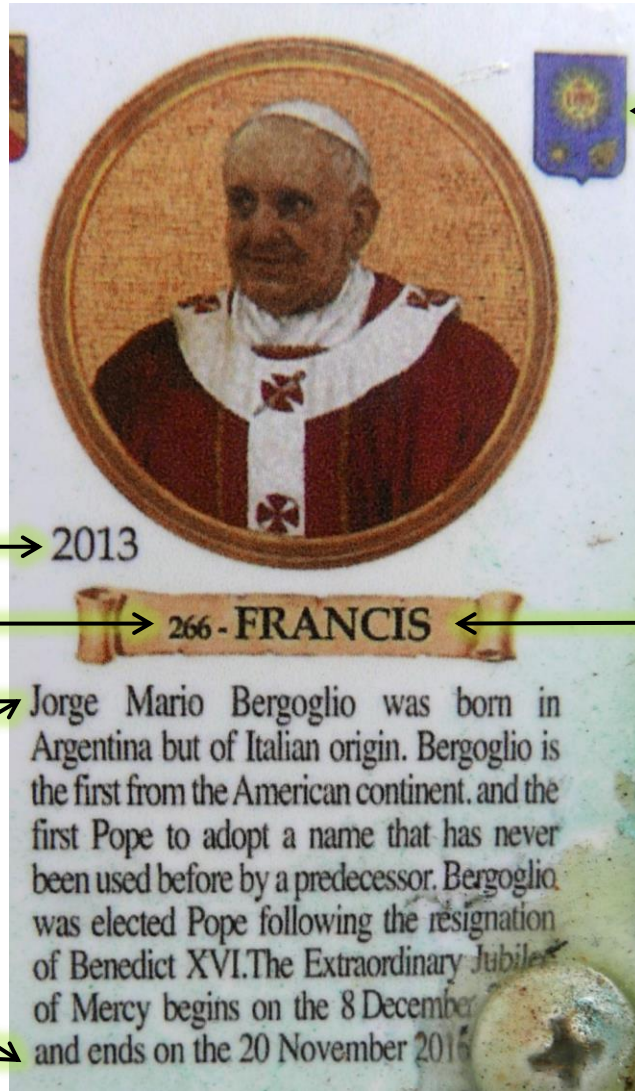 2013
266 - FRANCIS
Jorge Mario Bergoglio was born in
Argentina but of Italian origin. Bergoglio is
the first from the American continent. and the
first Pope to adopt a name that has never
been used before by a predecessor. Bergoglio
was elected Pope following the resignation
of Benedict XVI.The Extraordinary Jubilee
of Mercy begins on the 8 December
and ends on the 20 November 2016